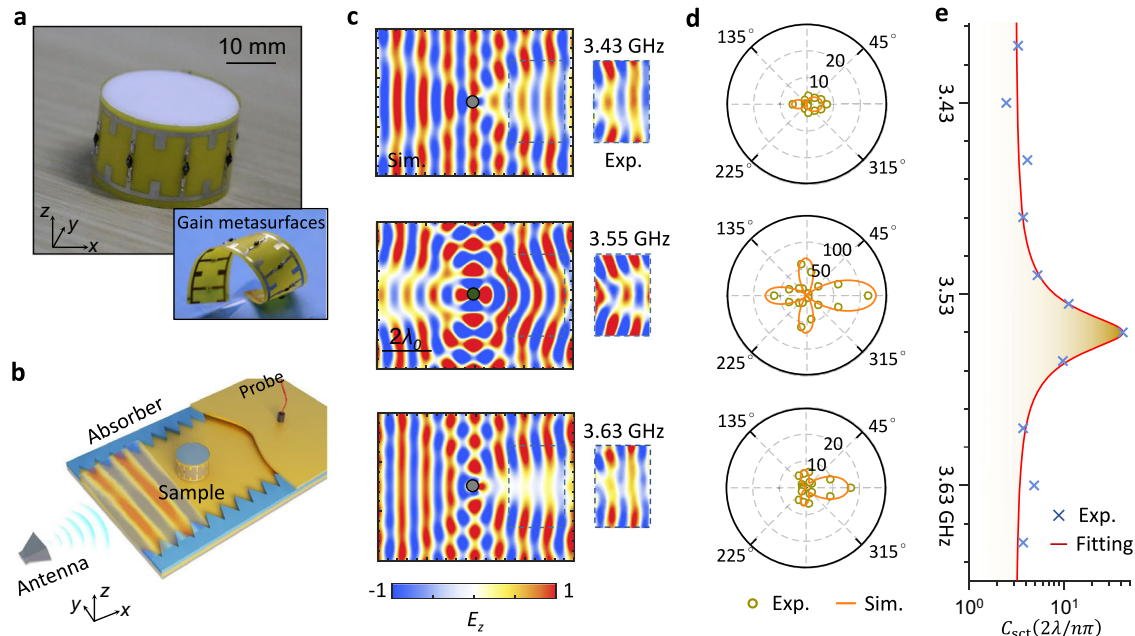 a
10 mm
z
y
x
Gain metasurfaces
b
Absorber
Probe
Sample
Antenna
y
z
x
c
3.43 GHz
Sim.
Exp.
3.55 GHz
2λ₀
3.63 GHz
-1
1
E_z
d
135°
45°
20
10
225°
315°
135°
45°
100
50
225°
315°
135°
45°
20
10
225°
315°
Exp.
Sim.
e
3.43
3.53
3.63 GHz
Exp.
Fitting
10⁰
10¹
C_sct(2λ/nπ)